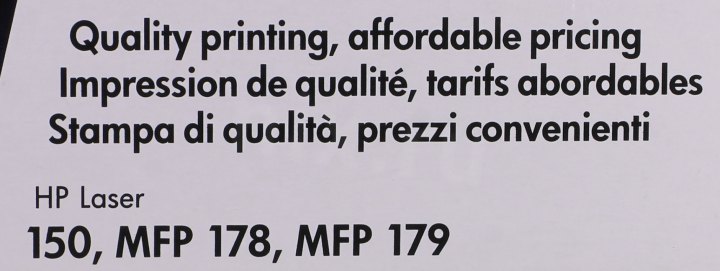 Quality printing, affordable pricing
Impression de qualité, tarifs abordables
Stampa di qualità, prezzi convenienti
HP Laser
150, MFP 178, MFP 179